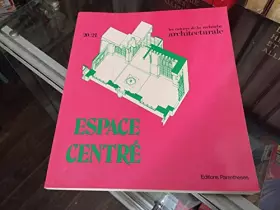 20/21
les cahiers de la recherche
architecturale
ESPACE
CENTRÉ
Editions Parenthèses